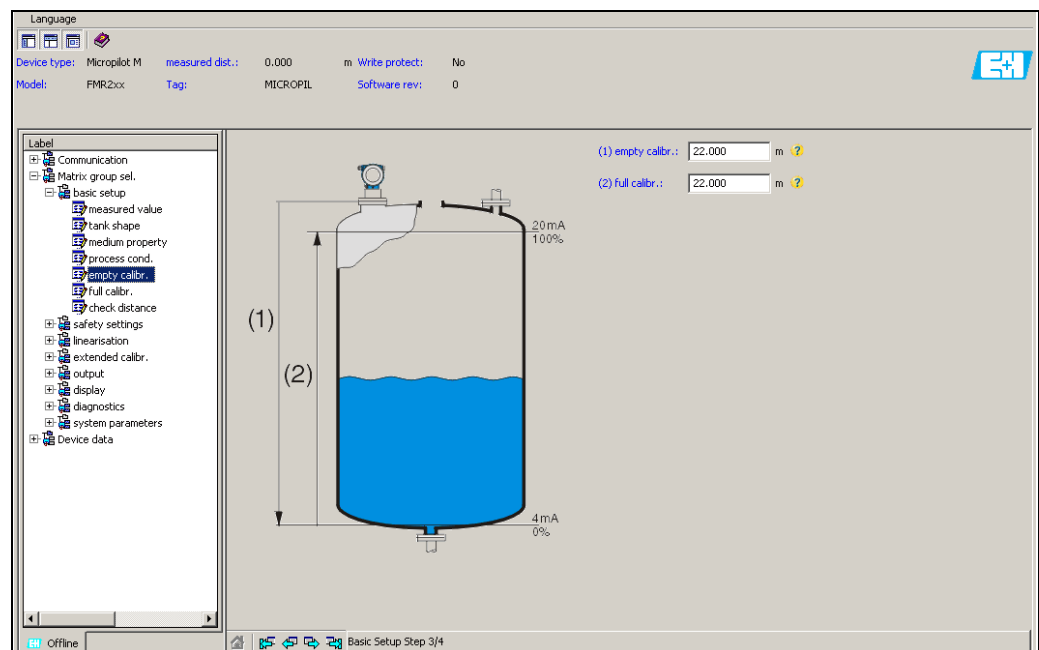 Language
Device type: Micropilot M measured dist.: 0.000 m Write protect: No
Model: FMR2xx Tag: MICROPIL Software rev: 0
E+H
Label
Communication
Matrix group sel.
basic setup
measured value
tank shape
medium property
process cond.
empty calibr.
full calibr.
check distance
safety settings
linearisation
extended calibr.
output
display
diagnostics
system parameters
Device data
(1) empty calibr.: 22.000 m ?
(2) full calibr.: 22.000 m ?
20mA
100%
(1)
(2)
4mA
0%
Offline
Basic Setup Step 3/4